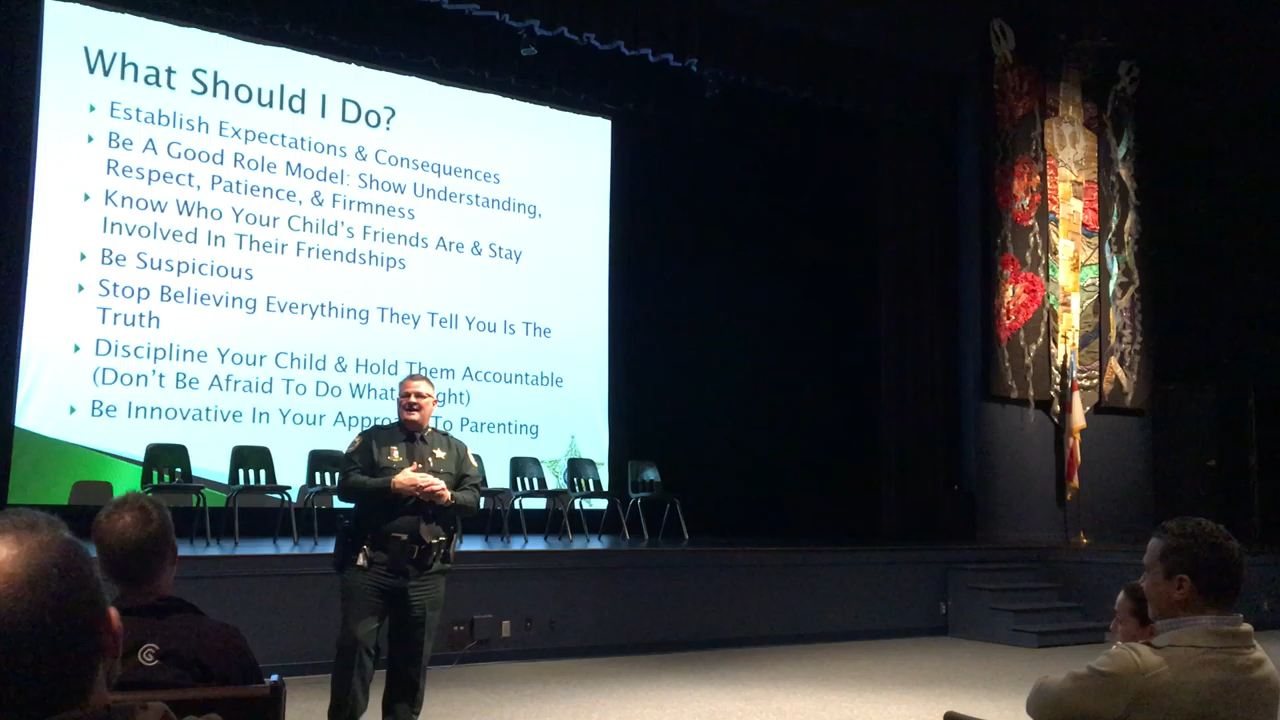 What Should I Do?
Establish Expectations & Consequences
Be A Good Role Model: Show Understanding,
Respect, Patience, & Firmness
Know Who Your Child's Friends Are & Stay
Involved In Their Friendships
Be Suspicious
Stop Believing Everything They Tell You Is The
Truth
Discipline Your Child & Hold Them Accountable
(Don't Be Afraid To Do What ght)
Be Innovative In Your To Parenting